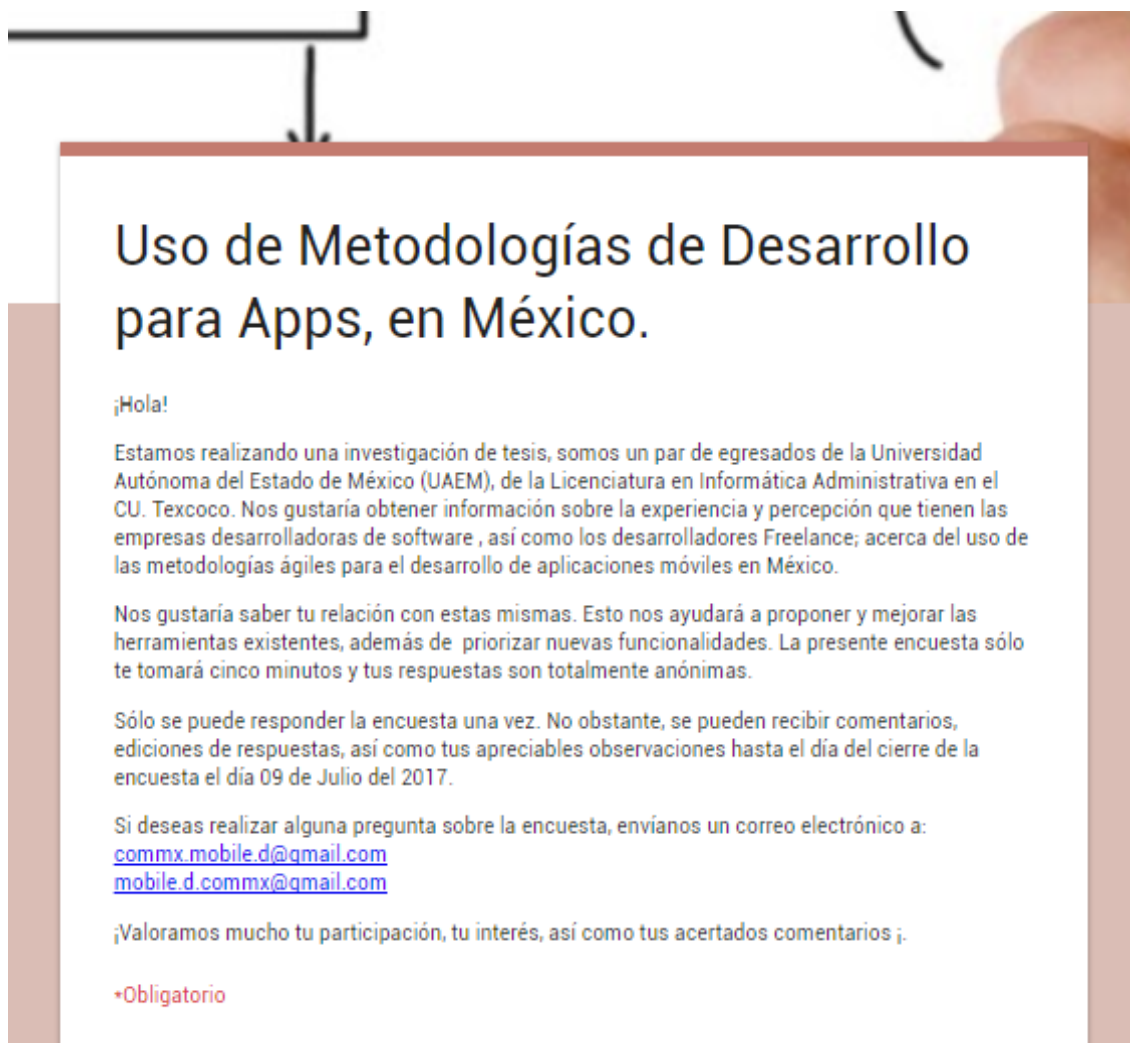 Uso de Metodologías de Desarrollo
para Apps, en México.
¡Hola!
Estamos realizando una investigación de tesis, somos un par de egresados de la Universidad
Autónoma del Estado de México (UAEM), de la Licenciatura en Informática Administrativa en el
CU. Texcoco. Nos gustaría obtener información sobre la experiencia y percepción que tienen las
empresas desarrolladoras de software , así como los desarrolladores Freelance; acerca del uso de
las metodologías ágiles para el desarrollo de aplicaciones móviles en México.
Nos gustaría saber tu relación con estas mismas. Esto nos ayudará a proponer y mejorar las
herramientas existentes, además de  priorizar nuevas funcionalidades. La presente encuesta sólo
te tomará cinco minutos y tus respuestas son totalmente anónimas.
Sólo se puede responder la encuesta una vez. No obstante, se pueden recibir comentarios,
ediciones de respuestas, así como tus apreciables observaciones hasta el día del cierre de la
encuesta el día 09 de Julio del 2017.
Si deseas realizar alguna pregunta sobre la encuesta, envíanos un correo electrónico a:
commx.mobile.d@gmail.com
mobile.d.commx@gmail.com
¡Valoramos mucho tu participación, tu interés, así como tus acertados comentarios ¡.
*Obligatorio